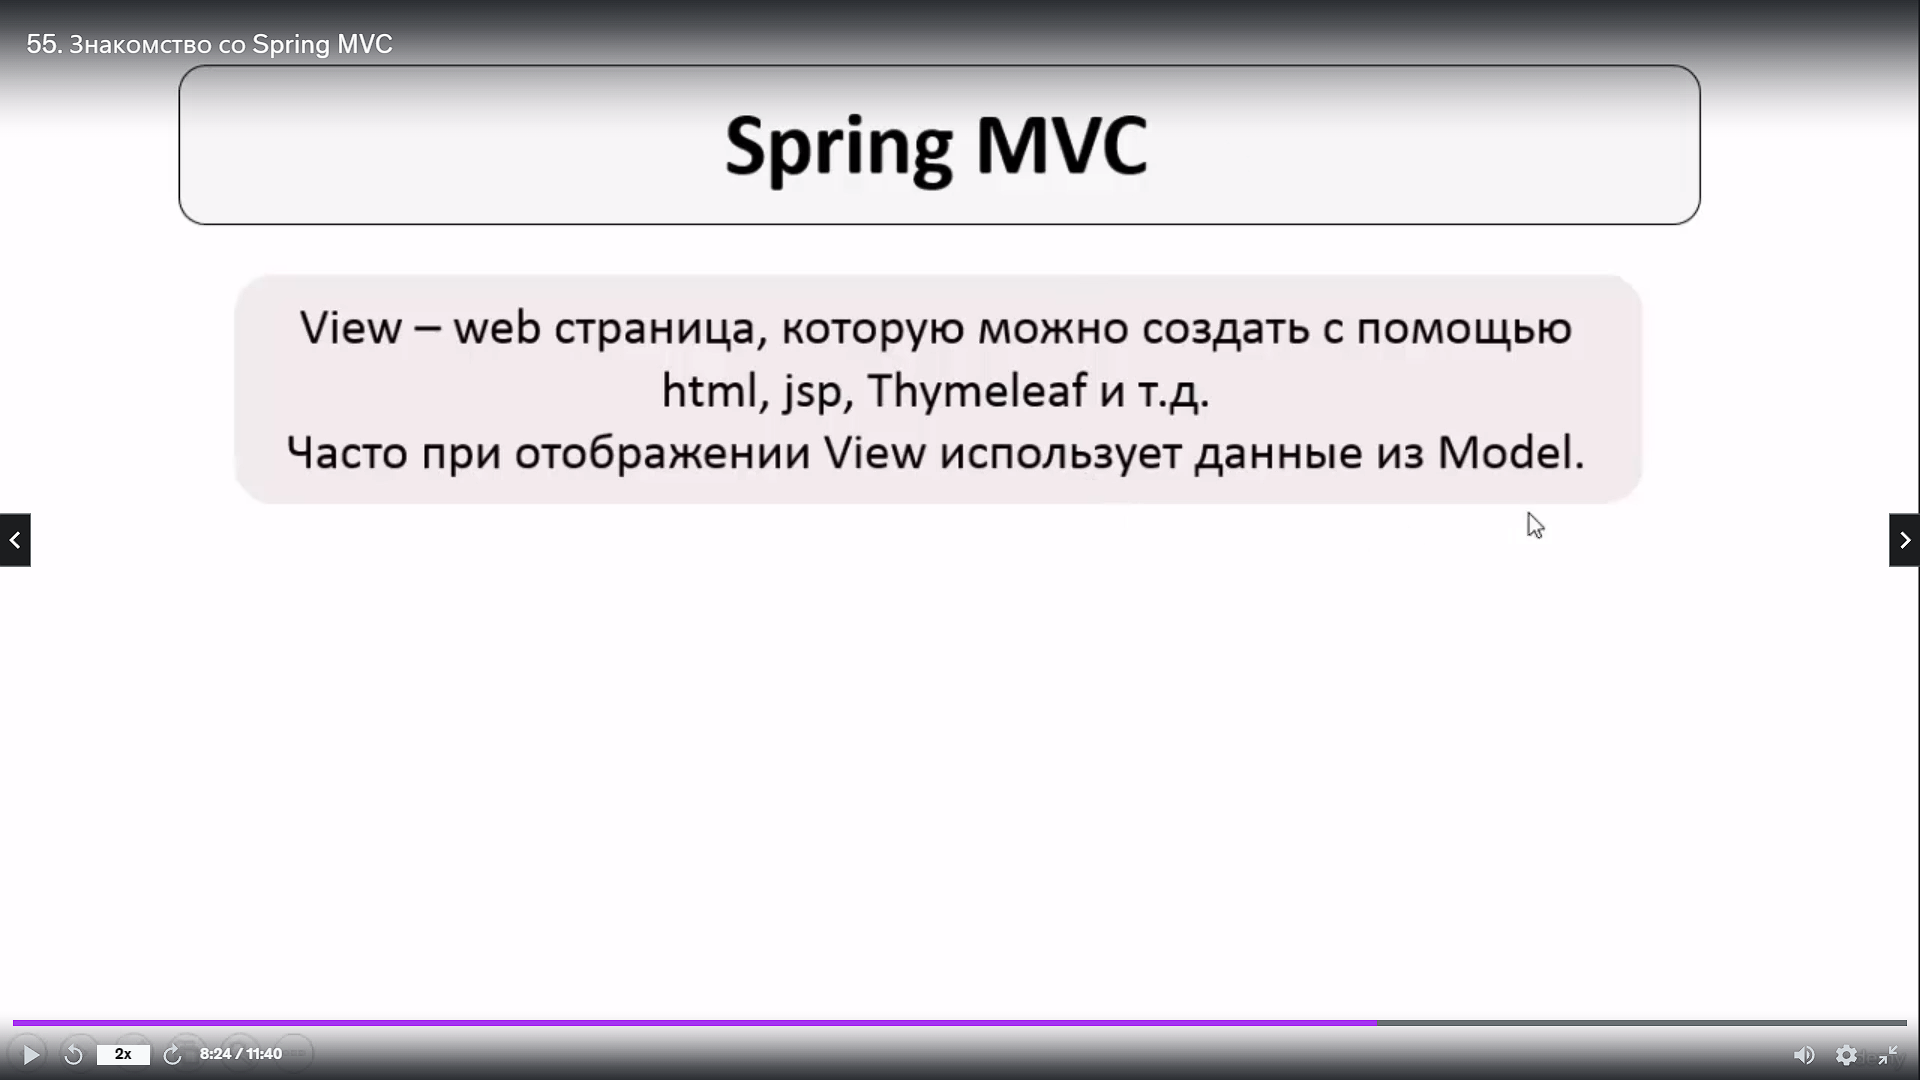 55. Знакомство со Spring MVC
Spring MVC
View – web страница, которую можно создать с помощью
html, jsp, Thymeleaf и т.д.
Часто при отображении View использует данные из Model.
2x
8:24 / 11:40